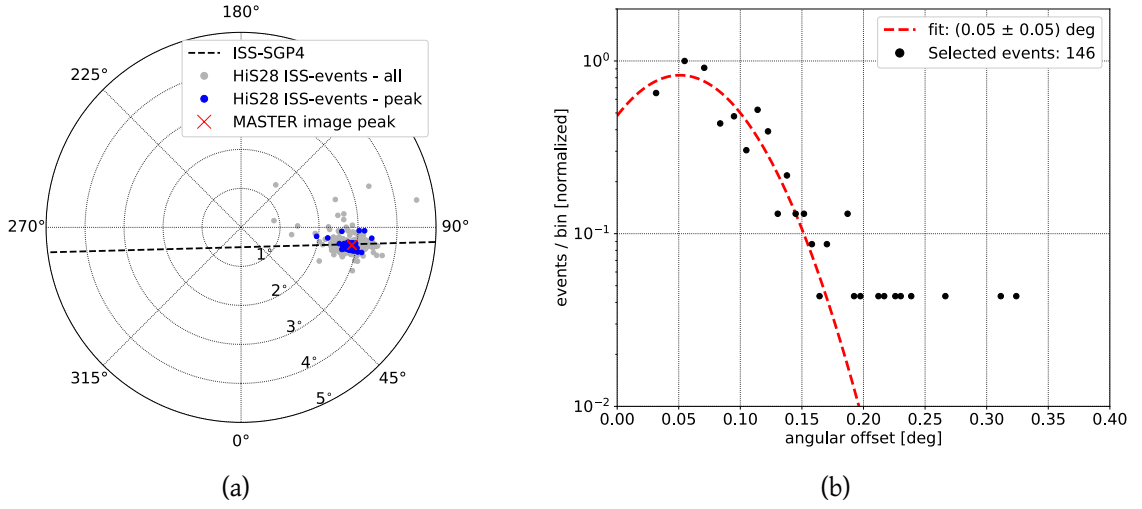 180°
225°
270°
315°
0°
45°
90°
1°
2°
3°
4°
5°
ISS-SGP4
HiS28 ISS-events - all
HiS28 ISS-events - peak
MASTER image peak
(a)
fit: (0.05 ± 0.05) deg
Selected events: 146
events / bin [normalized]
10⁰
10⁻¹
10⁻²
0.00 0.05 0.10 0.15 0.20 0.25 0.30 0.35 0.40
angular offset [deg]
(b)